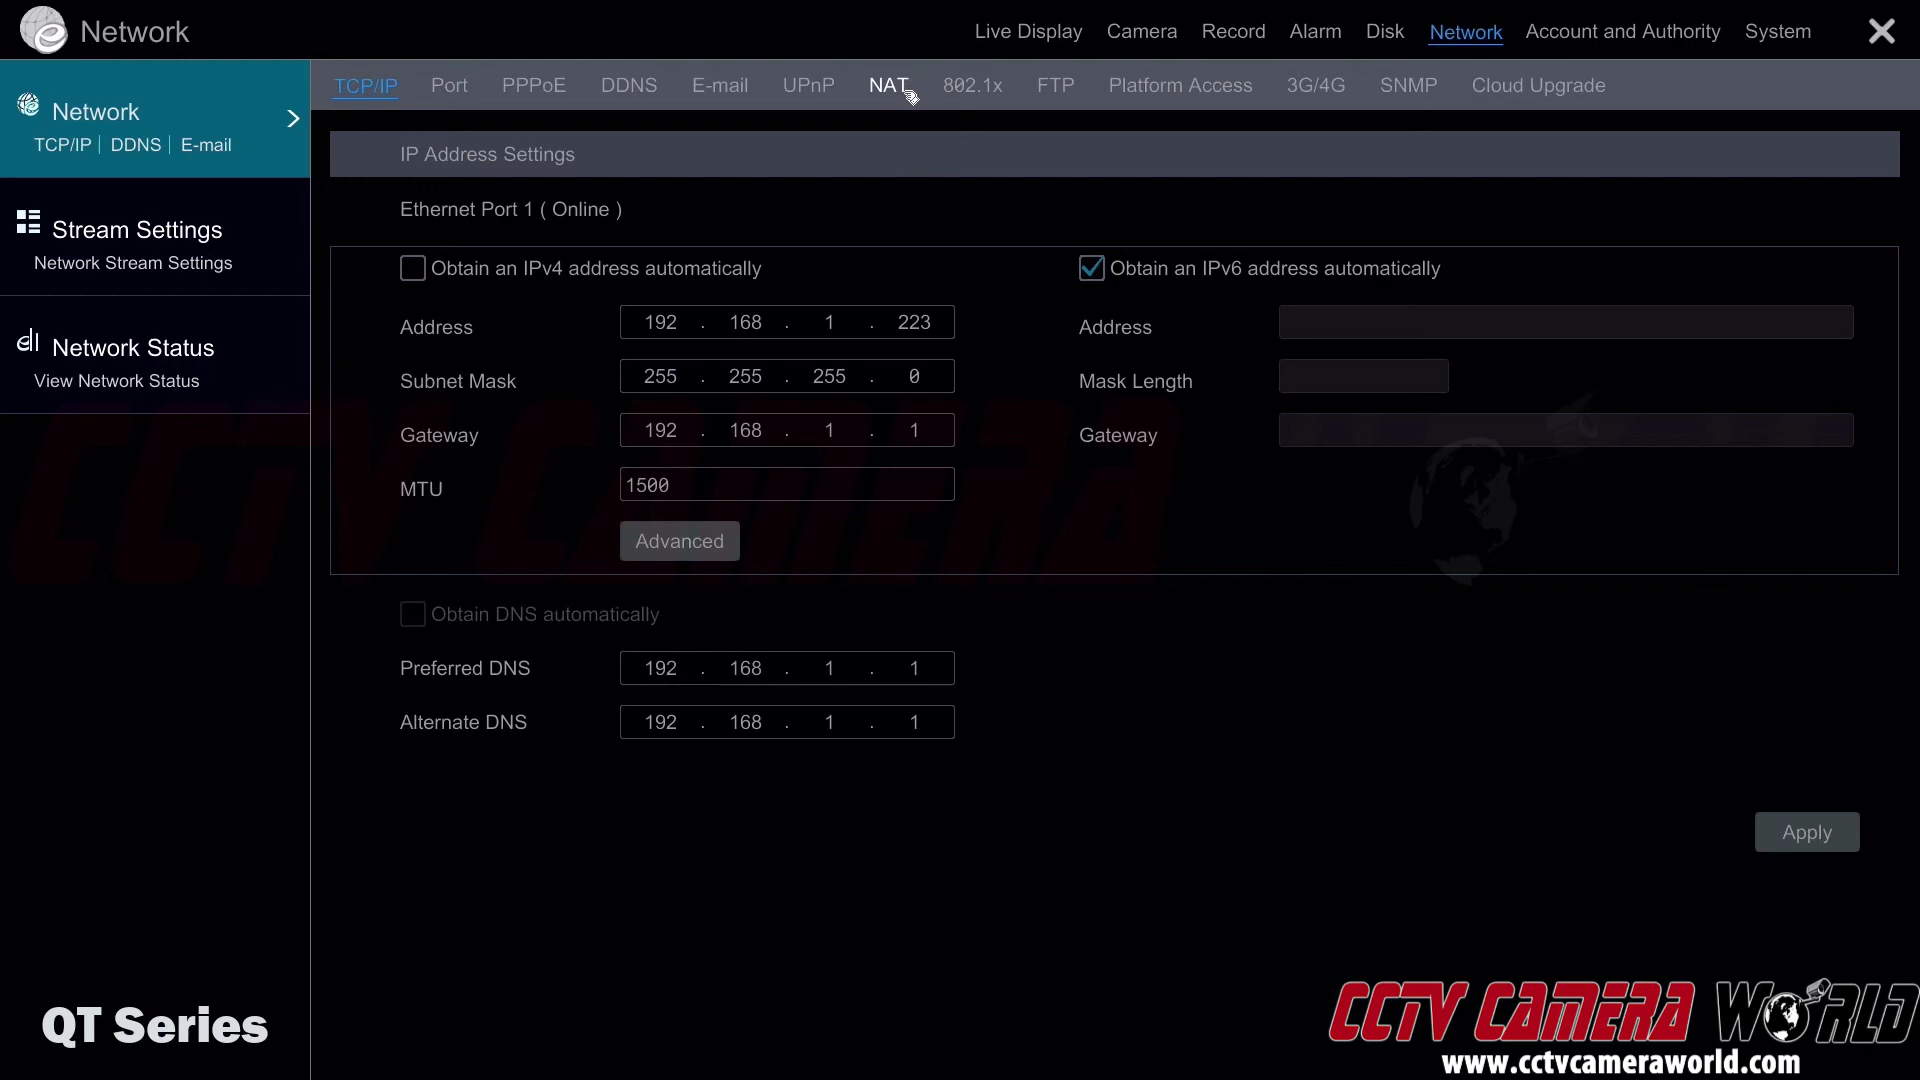 Network
Live Display Camera Record Alarm Disk Network Account and Authority System
TCP/IP Port PPPoE DDNS E-mail UPnP NAT 802.1x FTP Platform Access 3G/4G SNMP Cloud Upgrade
Network
TCP/IP | DDNS | E-mail
Stream Settings
Network Stream Settings
Network Status
View Network Status
IP Address Settings
Ethernet Port 1 ( Online )
Obtain an IPv4 address automatically
Obtain an IPv6 address automatically
Address 192 . 168 . 1 . 223
Address
Subnet Mask 255 . 255 . 255 . 0
Mask Length
Gateway 192 . 168 . 1 . 1
Gateway
MTU 1500
Advanced
CCTV CAMERA
Obtain DNS automatically
Preferred DNS 192 . 168 . 1 . 1
Alternate DNS 192 . 168 . 1 . 1
Apply
QT Series
CCTV CAMERA WORLD
www.cctvcameraworld.com